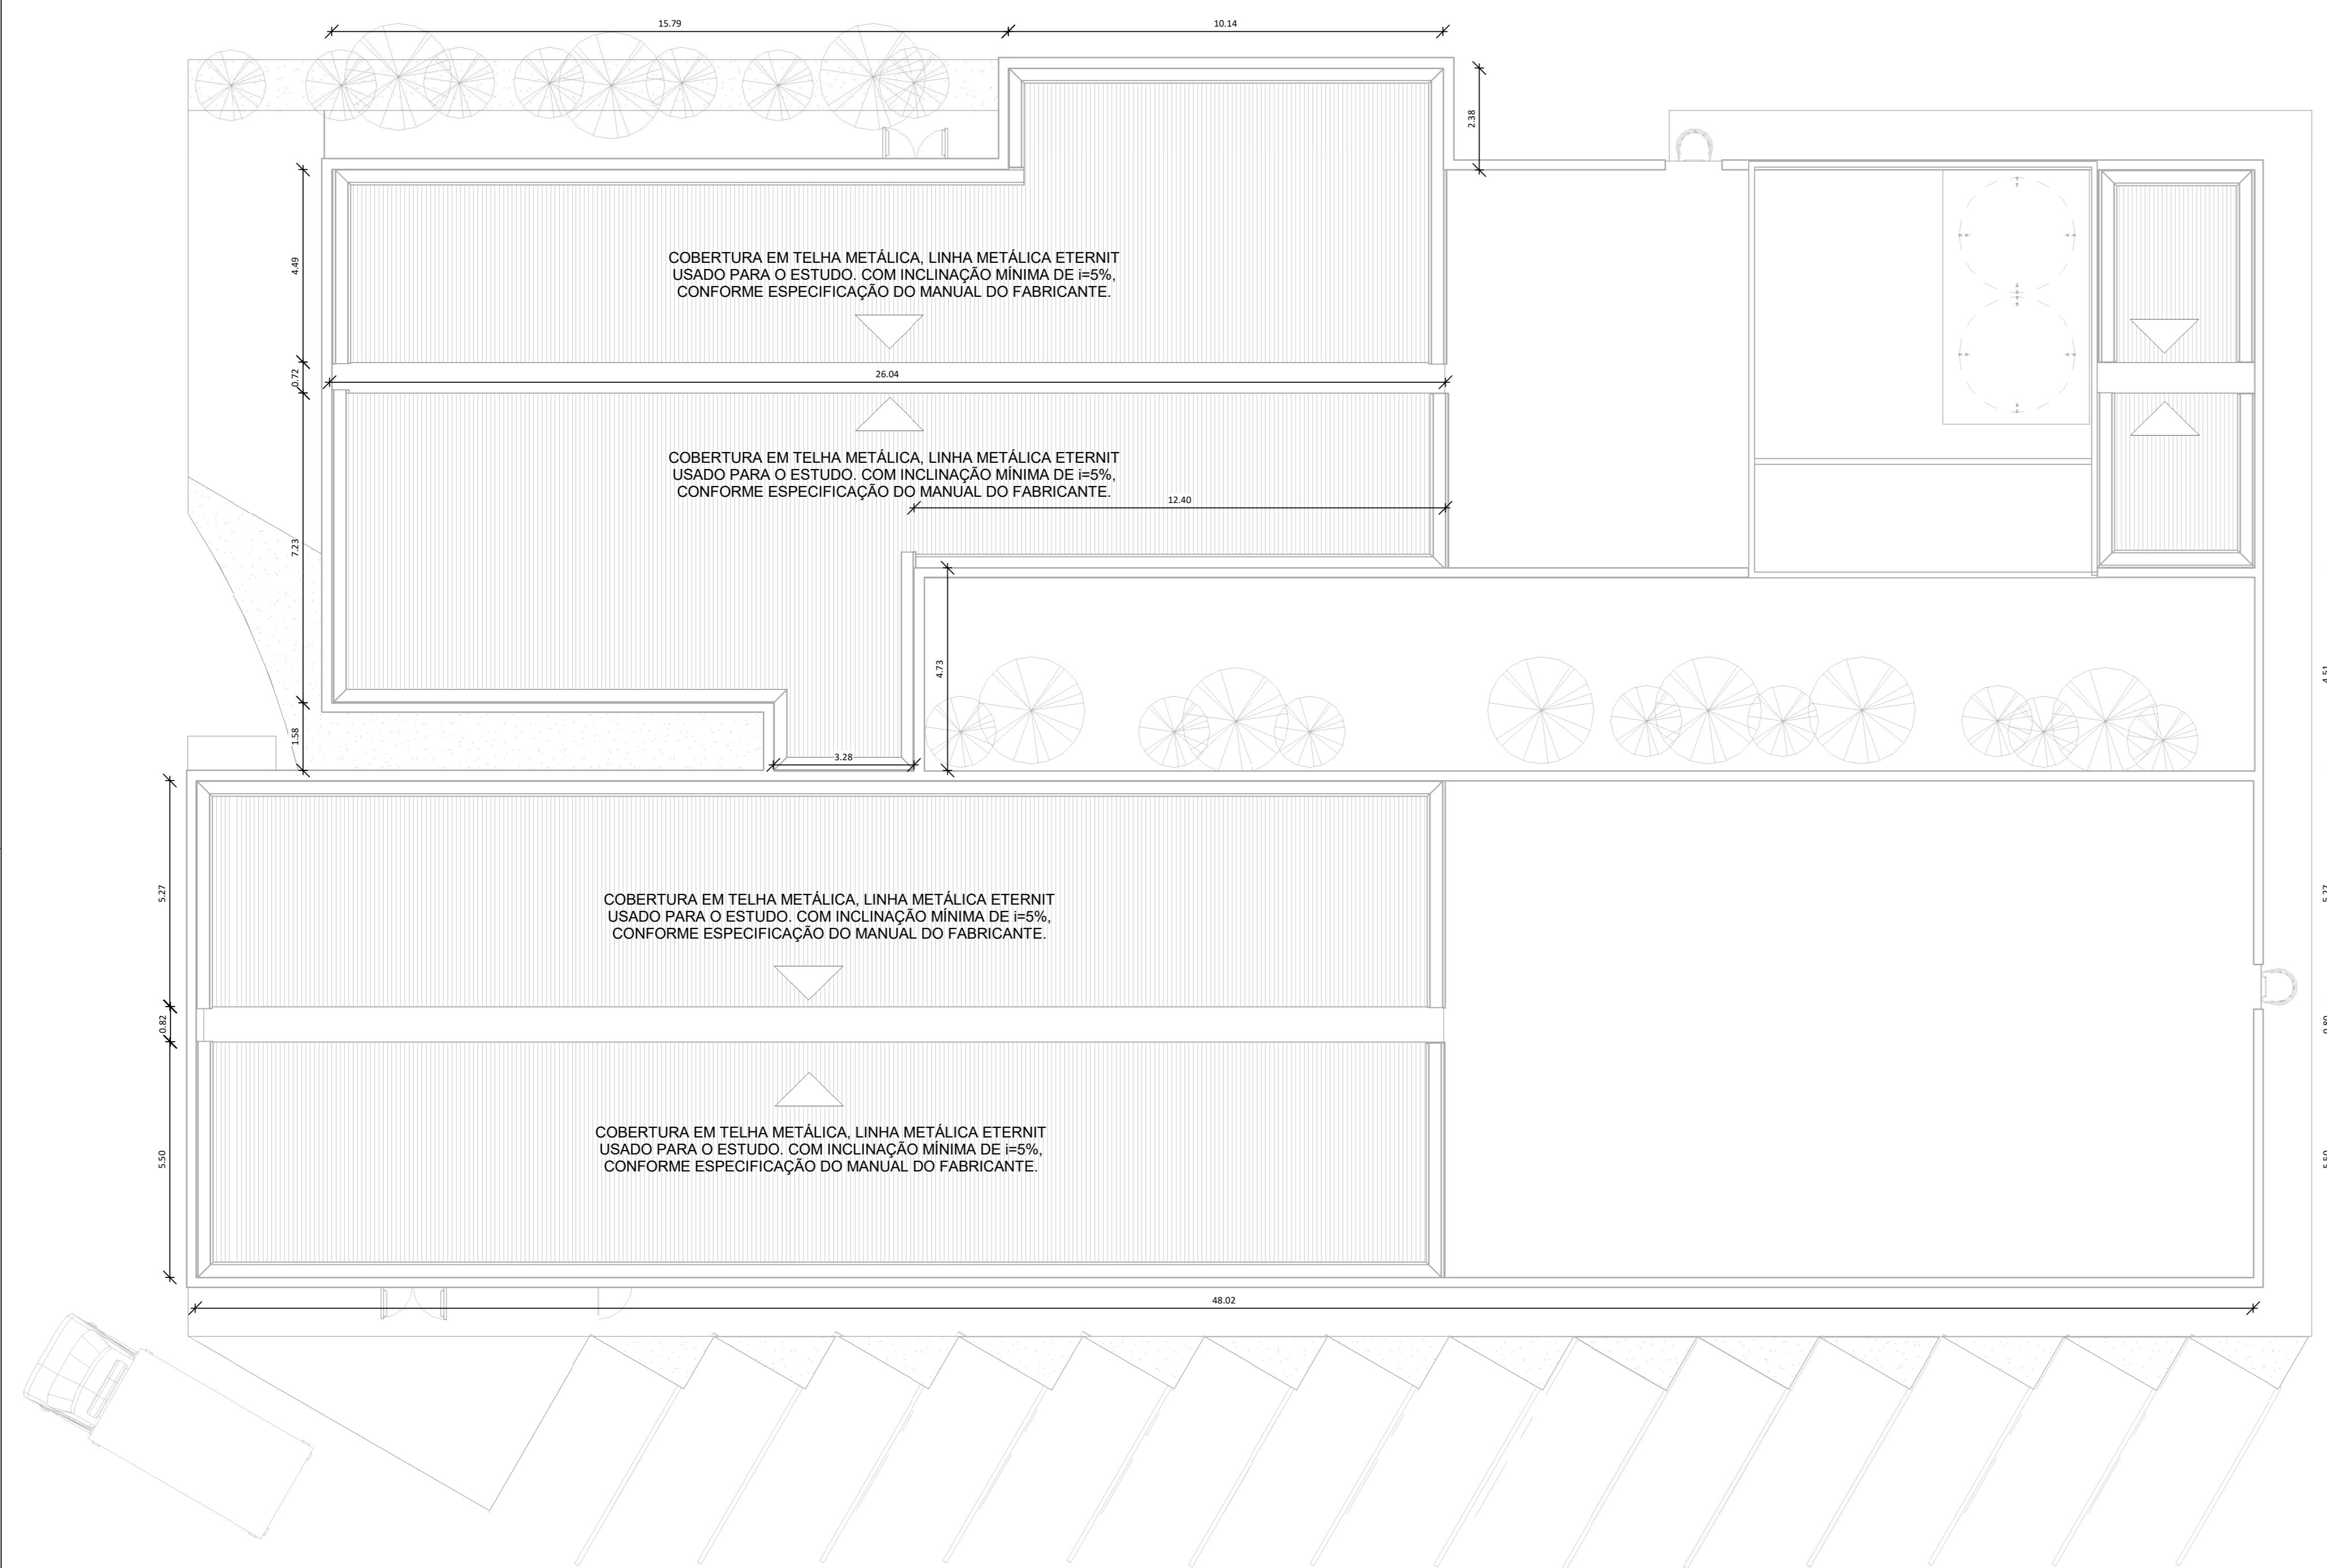 15.79
10.14
2.38
4.49
COBERTURA EM TELHA METÁLICA, LINHA METÁLICA ETERNIT
USADO PARA O ESTUDO. COM INCLINAÇÃO MÍNIMA DE i=5%,
CONFORME ESPECIFICAÇÃO DO MANUAL DO FABRICANTE.
0.72
26.04
COBERTURA EM TELHA METÁLICA, LINHA METÁLICA ETERNIT
USADO PARA O ESTUDO. COM INCLINAÇÃO MÍNIMA DE i=5%,
CONFORME ESPECIFICAÇÃO DO MANUAL DO FABRICANTE.
12.40
7.23
4.73
4.51
1.58
3.28
5.27
5.27
COBERTURA EM TELHA METÁLICA, LINHA METÁLICA ETERNIT
USADO PARA O ESTUDO. COM INCLINAÇÃO MÍNIMA DE i=5%,
CONFORME ESPECIFICAÇÃO DO MANUAL DO FABRICANTE.
0.82
0.80
COBERTURA EM TELHA METÁLICA, LINHA METÁLICA ETERNIT
USADO PARA O ESTUDO. COM INCLINAÇÃO MÍNIMA DE i=5%,
CONFORME ESPECIFICAÇÃO DO MANUAL DO FABRICANTE.
5.50
48.02